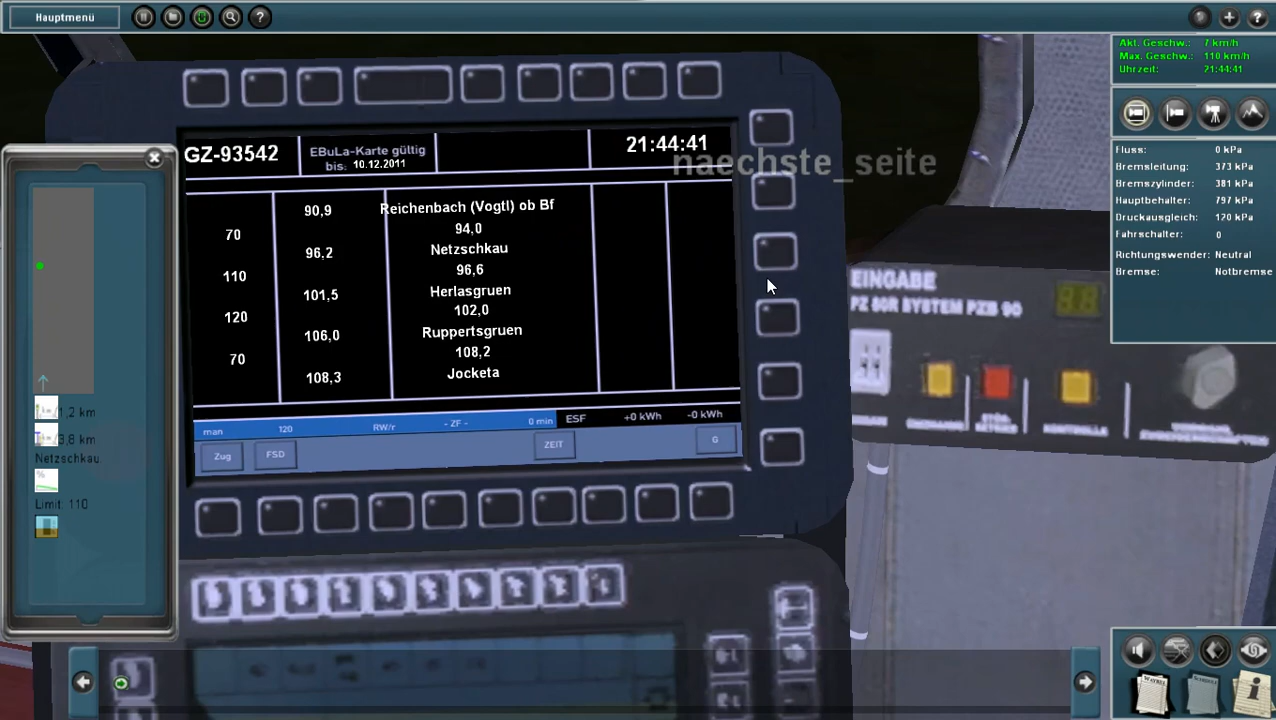 Hauptmenü
?
?
Akt. Geschw.: 7 km/h
Max. Geschw.: 110 km/h
Uhrzeit: 21:44:41
Fluss: 0 kPa
Bremsleitung: 373 kPa
Bremszylinder: 381 kPa
Hauptbehalter: 797 kPa
Druckausgleich: 120 kPa
Fahrschalter: 0
Richtungswender: Neutral
Bremse: Notbremse
GZ-93542
EBuLa-Karte gültig
bis: 10.12.2011
21:44:41
naechste_seite
90,9 Reichenbach (Vogtl) ob Bf
70 94,0
96,2 Netzschkau
110 96,6
101,5 Herlasgruen
120 102,0
106,0 Ruppertsgruen
70 108,2
108,3 Jocketa
man 120 RW/r - ZF - 0 min ESF +0 kWh -0 kWh
Zug FSD ZEIT G
1,2 km
3,8 km
Netzschkau
%
Limit: 110
EINGABE
PZ 80R SYSTEM PZB 90
88
KONTROLLE